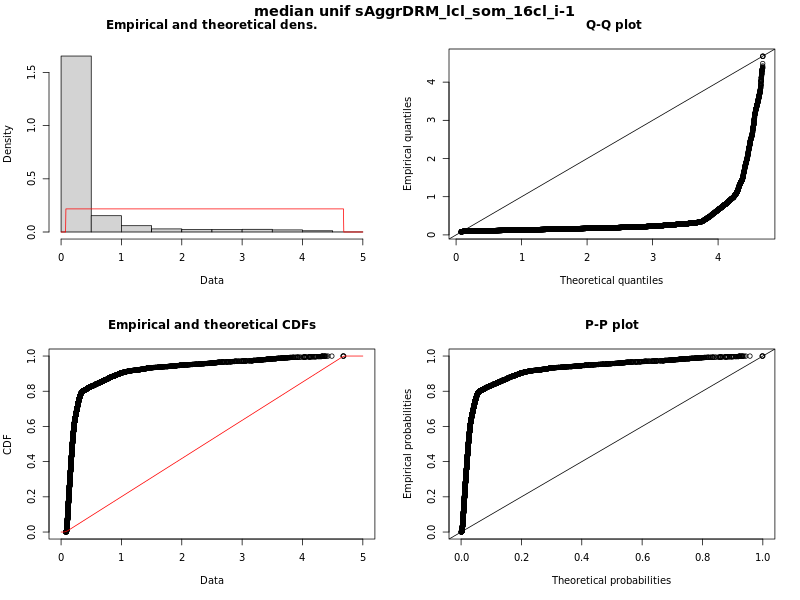 median unif sAggrDRM_lcl_som_16cl_i-1
Empirical and theoretical dens.
Density
0.0 0.5 1.0 1.5
0 1 2 3 4 5
Data
Q-Q plot
Empirical quantiles
0 1 2 3 4
0 1 2 3 4
Theoretical quantiles
Empirical and theoretical CDFs
CDF
0.0 0.2 0.4 0.6 0.8 1.0
0 1 2 3 4 5
Data
P-P plot
Empirical probabilities
0.0 0.2 0.4 0.6 0.8 1.0
0.0 0.2 0.4 0.6 0.8 1.0
Theoretical probabilities